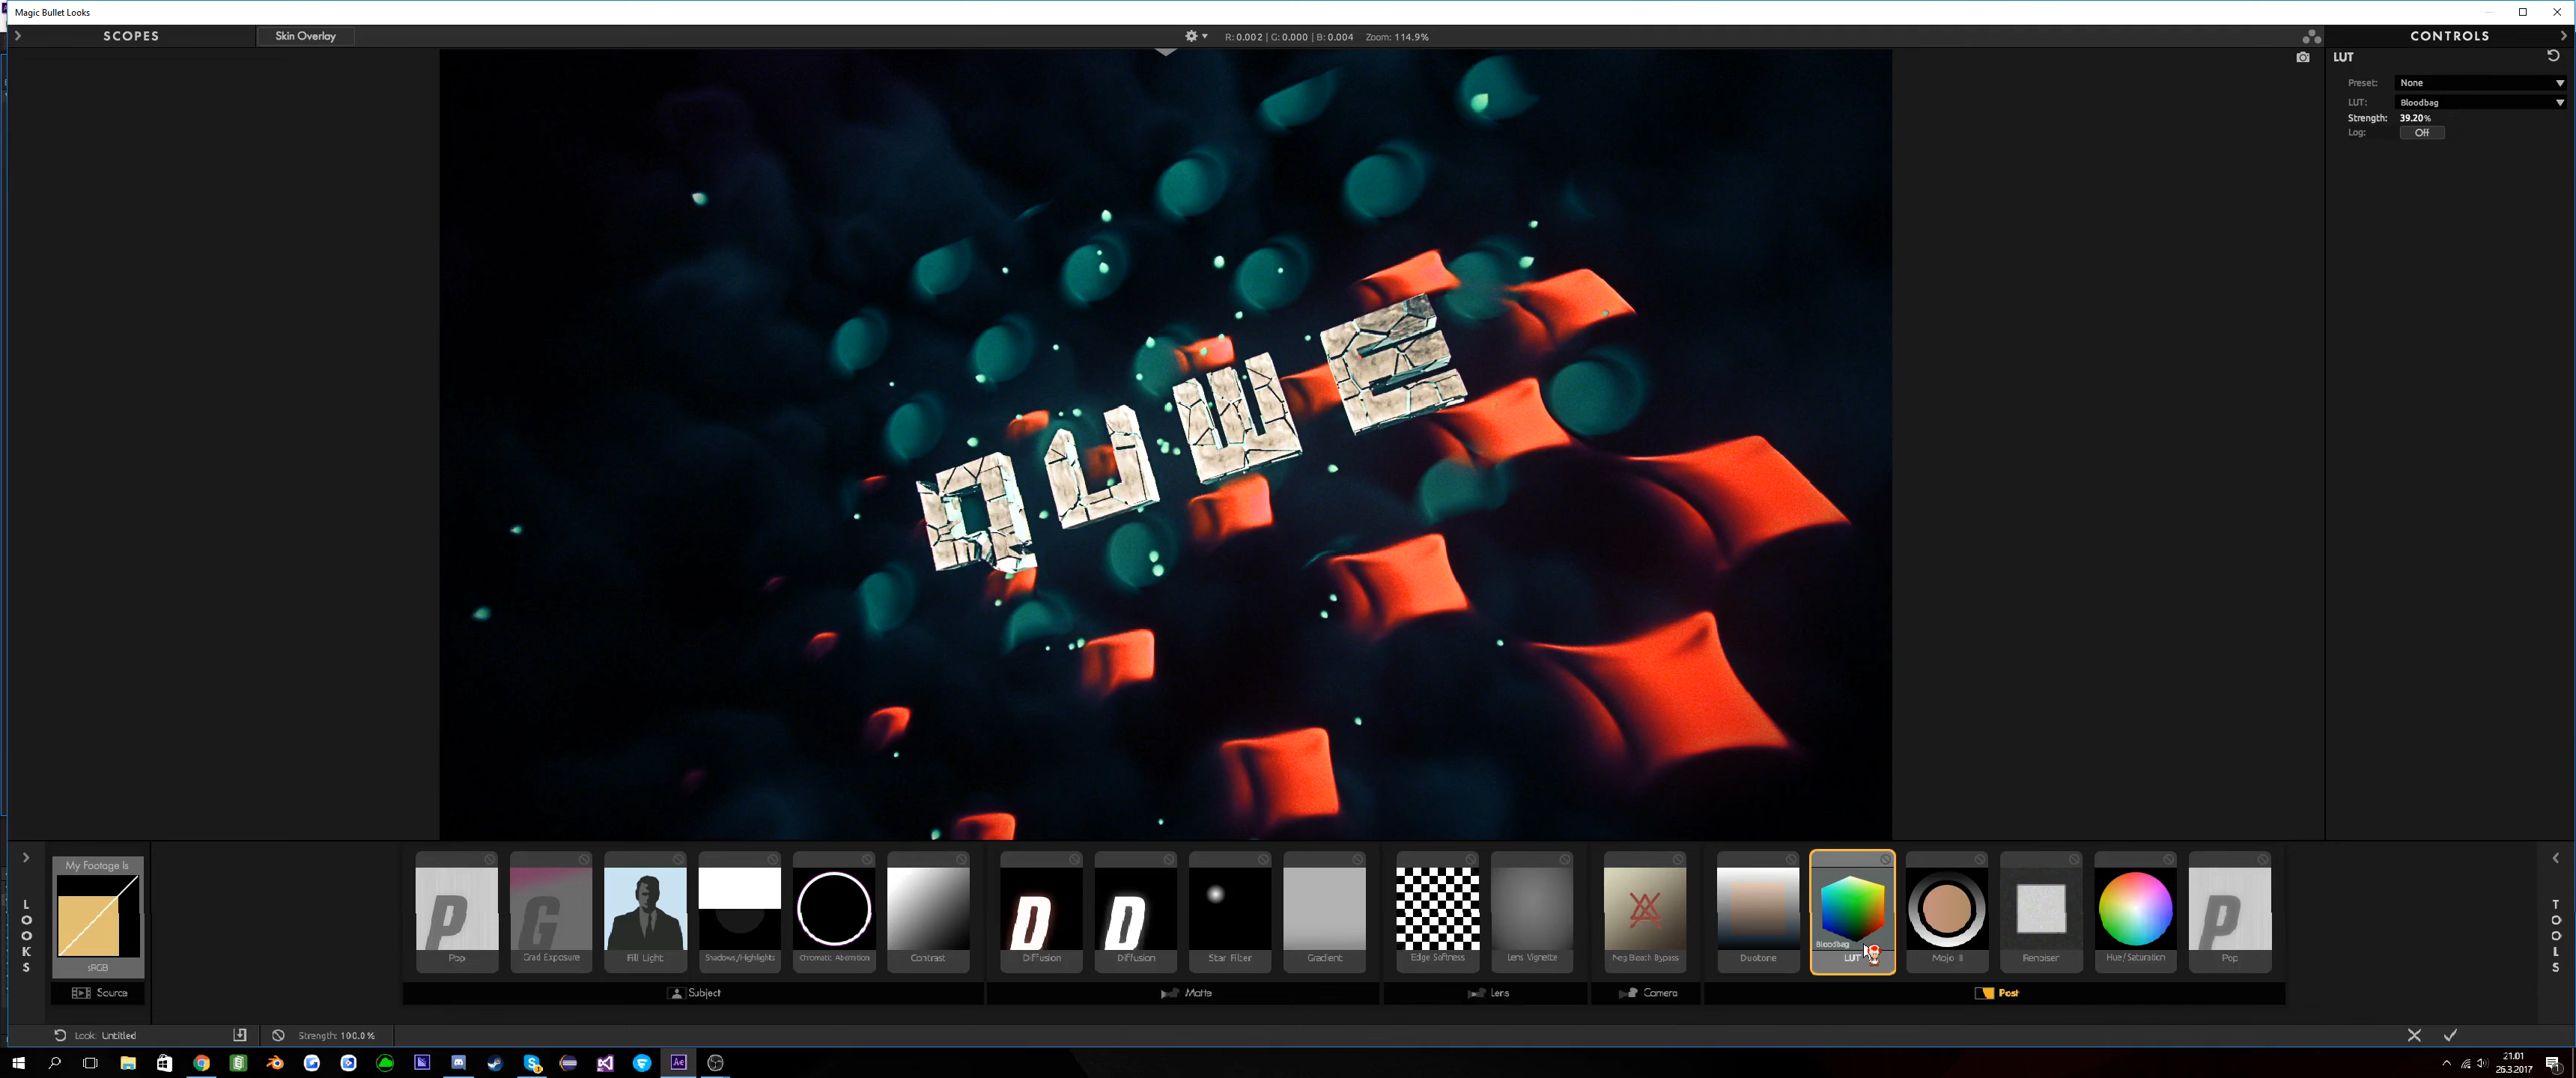 Magic Bullet Looks
SCOPES
Skin Overlay
R: 0.002 | G: 0.000 | B: 0.004 Zoom: 114.9%
CONTROLS
LUT
Preset: None
LUT: Bloodbag
Strength: 39.20%
Log: Off
QUWE
My Footage Is
sRGB
Source
LOOKS
P
Pop
G
Grad Exposure
Fill Light
Shadows/Highlights
Chromatic Aberration
Contrast
Subject
D
Diffusion
D
Diffusion
Star Filter
Gradient
Matte
Edge Softness
Lens Vignette
Lens
Neg Bleach Bypass
Camera
Duotone
Bloodbag
LUT
Mojo II
Renoiser
Hue/Saturation
P
Pop
Post
TOOLS
Look: Untitled
Strength: 100.0%
Ae
21.01
26.3.2017